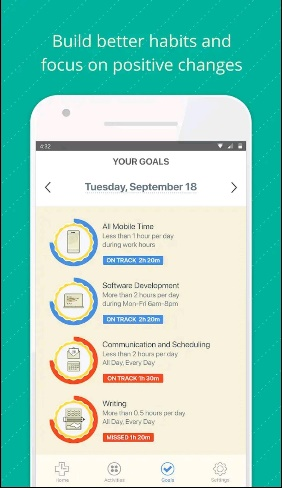 Build better habits and
focus on positive changes
4:32
YOUR GOALS
Tuesday, September 18
All Mobile Time
Less than 1 hour per day
during work hours
ON TRACK 2h 20m
Software Development
More than 2 hours per day
during Mon-Fri 6am-8pm
ON TRACK 2h 20m
Communication and Scheduling
Less than 2 hours per day
All Day, Every Day
ON TRACK 1h 30m
Writing
More than 0.5 hours per day
All Day, Every Day
MISSED 1h 20m
Home
Activities
Goals
Settings